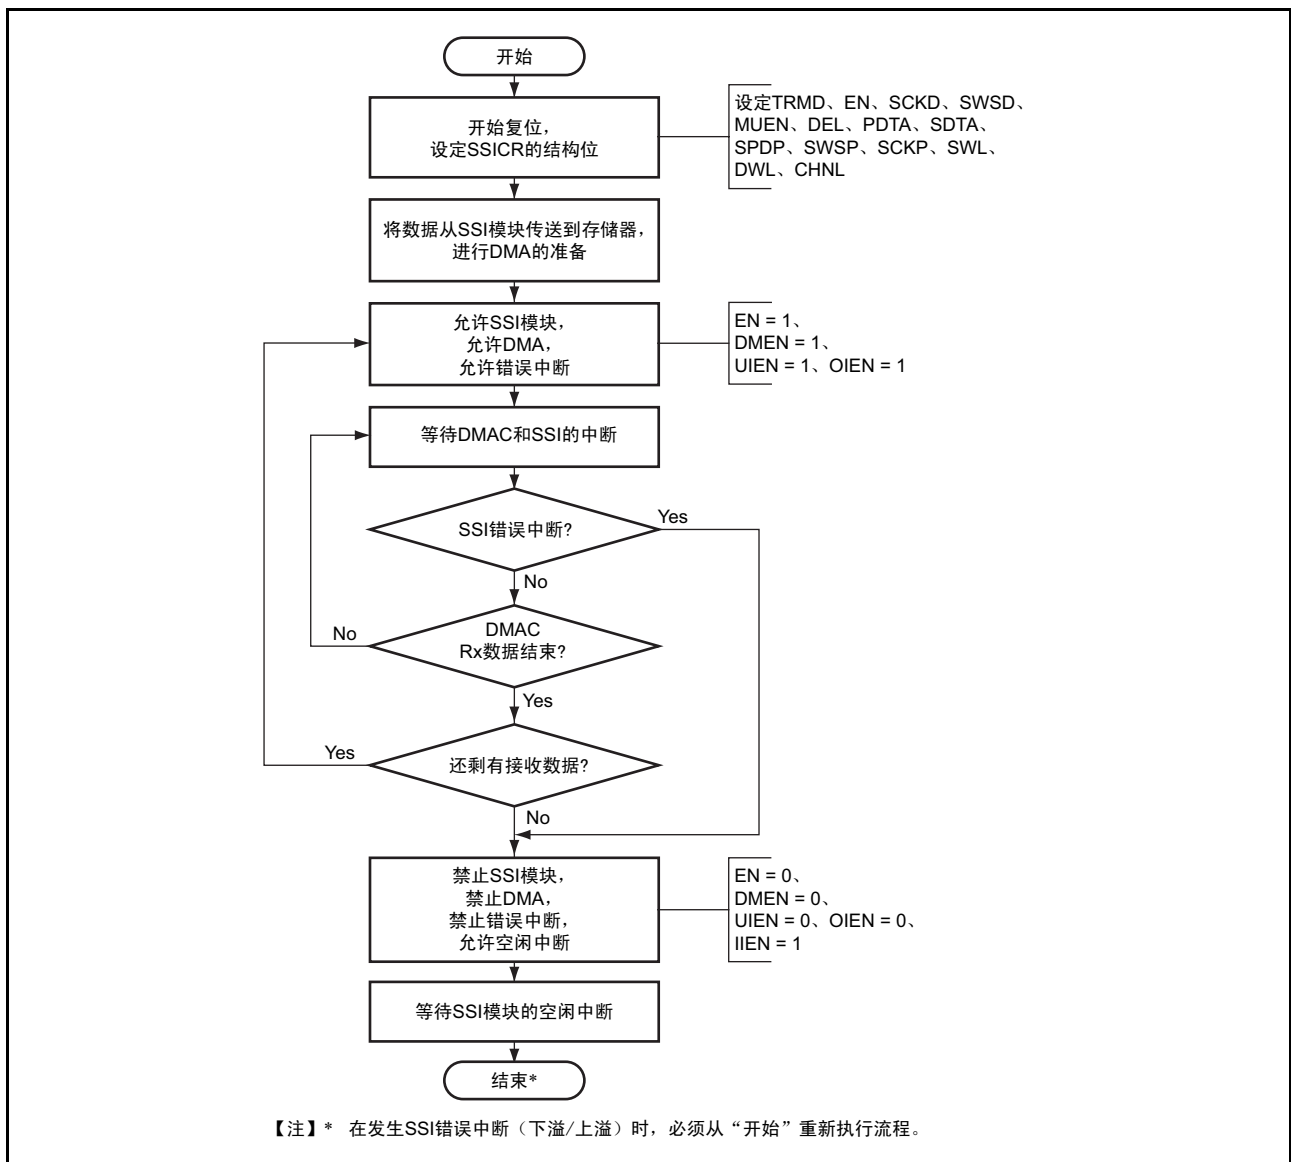 开始
开始复位，
设定SSICR的结构位
设定TRMD、EN、SCKD、SWSD、
MUEN、DEL、PDTA、SDTA、
SPDP、SWSP、SCKP、SWL、
DWL、CHNL
将数据从SSI模块传送到存储器，
进行DMA的准备
允许SSI模块，
允许DMA，
允许错误中断
EN = 1、
DMEN = 1、
UIEN = 1、OIEN = 1
等待DMAC和SSI的中断
SSI错误中断?
Yes
No
DMAC
Rx数据结束?
No
Yes
还剩有接收数据?
Yes
No
禁止SSI模块，
禁止DMA，
禁止错误中断，
允许空闲中断
EN = 0、
DMEN = 0、
UIEN = 0、OIEN = 0、
IIEN = 1
等待SSI模块的空闲中断
结束*
【注】* 在发生SSI错误中断（下溢/上溢）时，必须从“开始”重新执行流程。